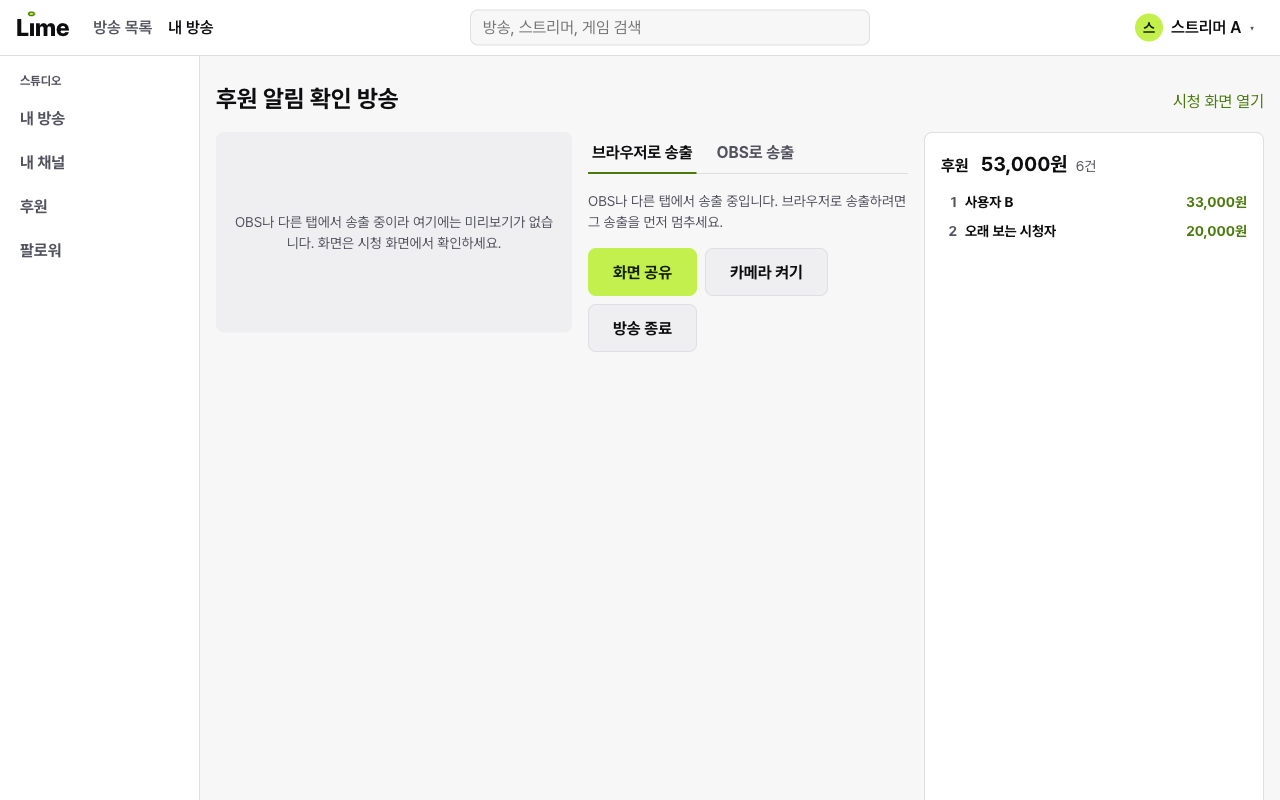 Lime
방송 목록
내 방송
방송, 스트리머, 게임 검색
스
스트리머 A
스튜디오
내 방송
내 채널
후원
팔로워
후원 알림 확인 방송
시청 화면 열기
OBS나 다른 탭에서 송출 중이라 여기에는 미리보기가 없습
니다. 화면은 시청 화면에서 확인하세요.
브라우저로 송출
OBS로 송출
OBS나 다른 탭에서 송출 중입니다. 브라우저로 송출하려면
그 송출을 먼저 멈추세요.
화면 공유
카메라 켜기
방송 종료
후원 53,000원 6건
1 사용자 B 33,000원
2 오래 보는 시청자 20,000원